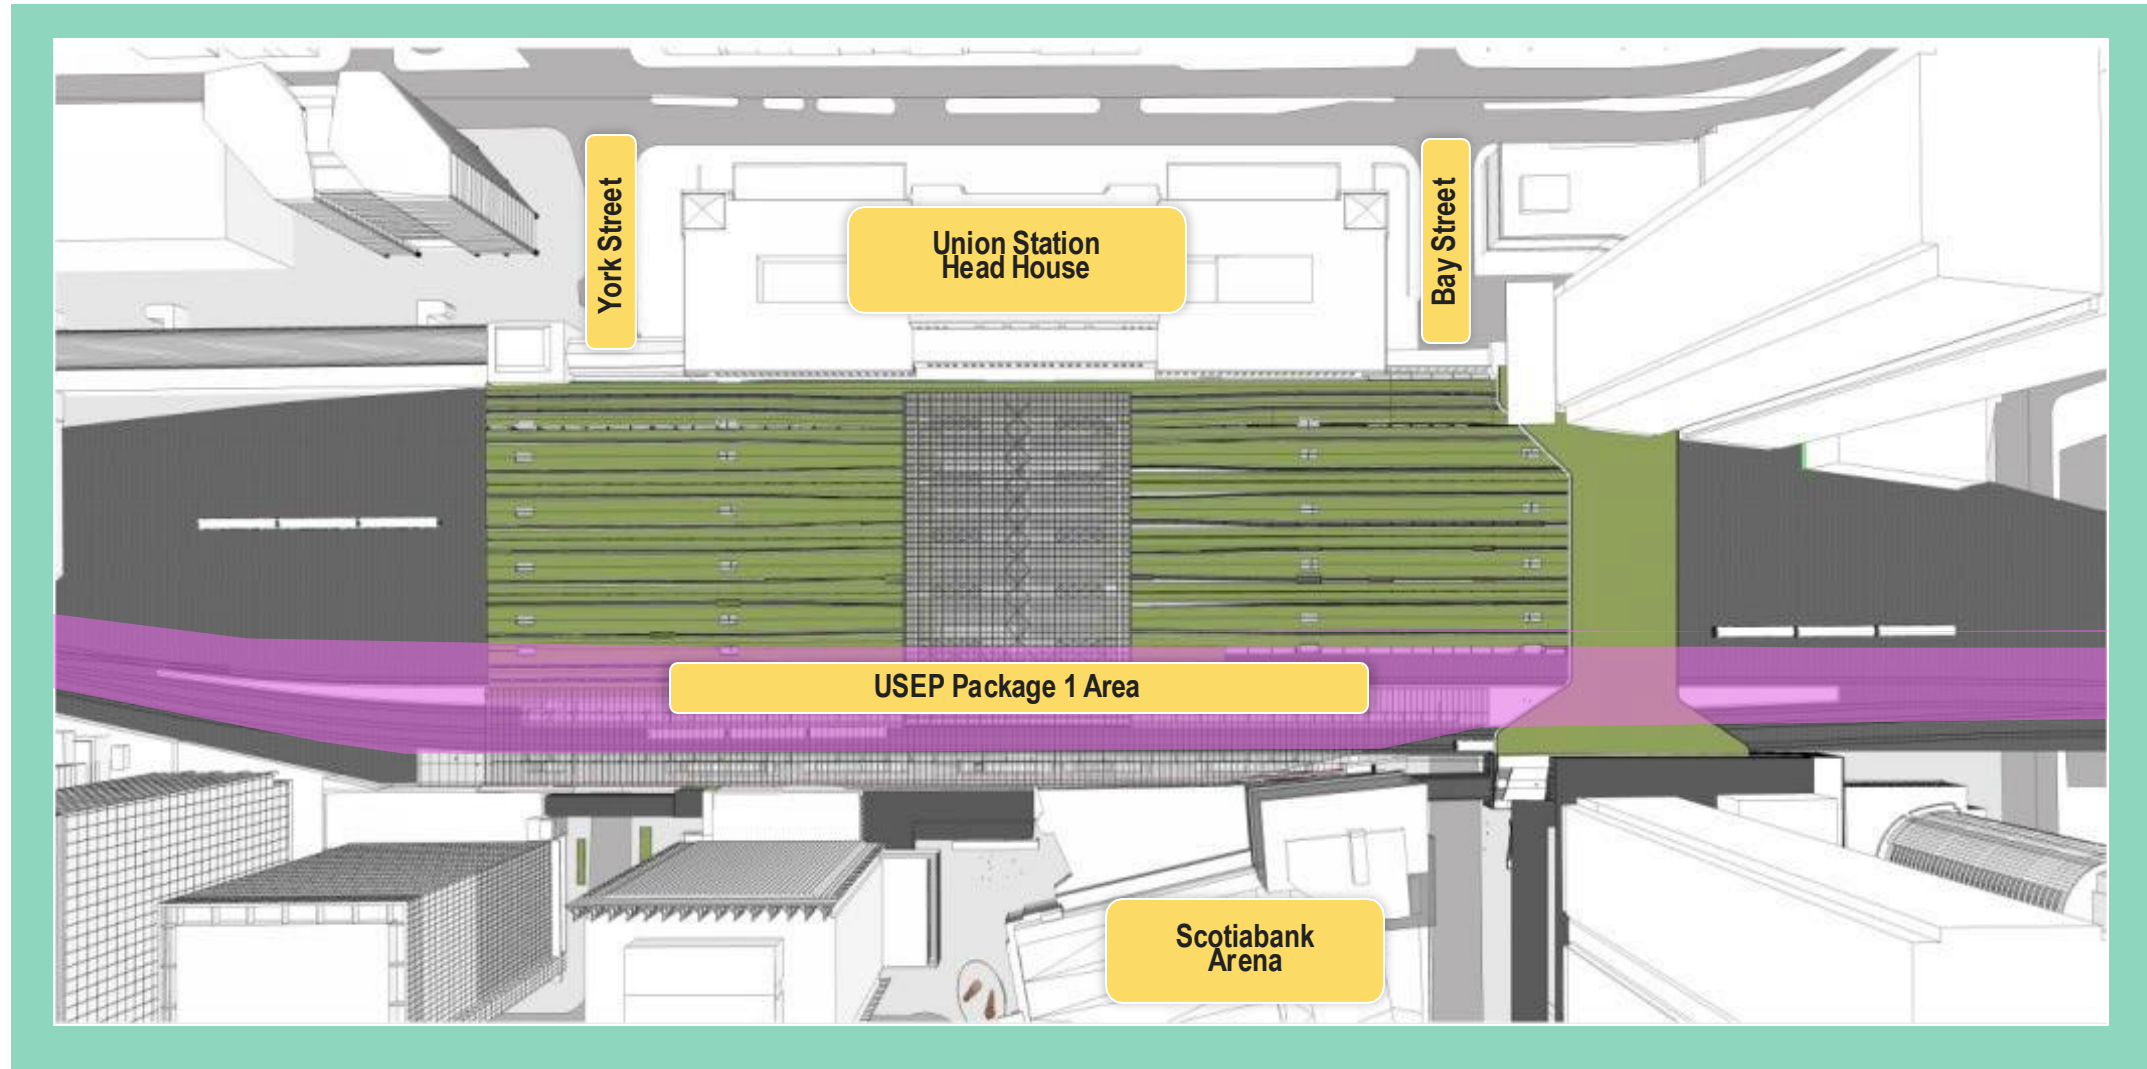 York Street
Union Station
Head House
Bay Street
USEP Package 1 Area
Scotiabank
Arena